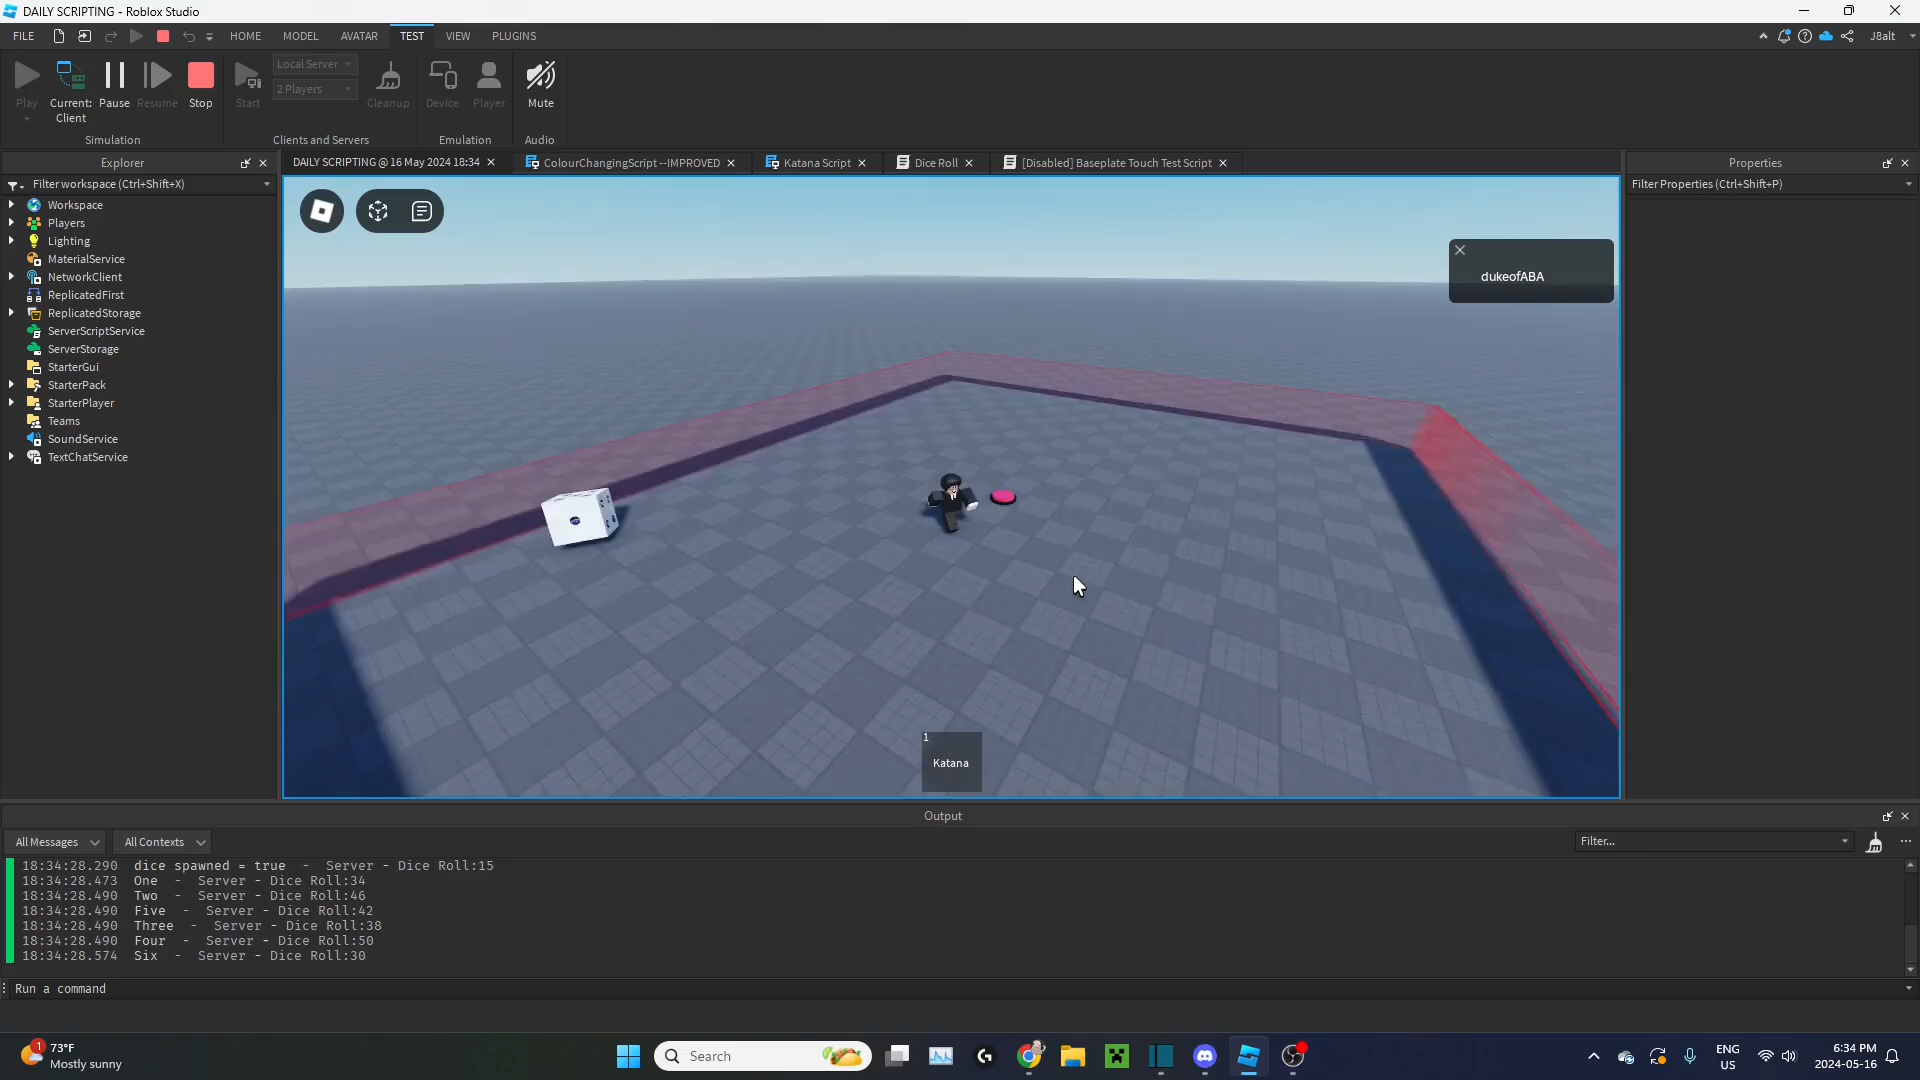 DAILY SCRIPTING - Roblox Studio
FILE
HOME
MODEL
AVATAR
TEST
VIEW
PLUGINS
J8alt
Play
Current:
Client
Pause
Resume
Stop
Simulation
Start
Local Server
2 Players
Cleanup
Clients and Servers
Device
Player
Emulation
Mute
Audio
Explorer
Filter workspace (Ctrl+Shift+X)
Workspace
Players
Lighting
MaterialService
NetworkClient
ReplicatedFirst
ReplicatedStorage
ServerScriptService
ServerStorage
StarterGui
StarterPack
StarterPlayer
Teams
SoundService
TextChatService
DAILY SCRIPTING @ 16 May 2024 18:34
ColourChangingScript --IMPROVED
Katana Script
Dice Roll
[Disabled] Baseplate Touch Test Script
dukeofABA
1
Katana
Properties
Filter Properties (Ctrl+Shift+P)
Output
All Messages
All Contexts
Filter...
18:34:28.290 dice spawned = true - Server - Dice Roll:15
18:34:28.473 One - Server - Dice Roll:34
18:34:28.490 Two - Server - Dice Roll:46
18:34:28.490 Five - Server - Dice Roll:42
18:34:28.490 Three - Server - Dice Roll:38
18:34:28.490 Four - Server - Dice Roll:50
18:34:28.574 Six - Server - Dice Roll:30
Run a command
1
73°F
Mostly sunny
Search
ENG
US
6:34 PM
2024-05-16